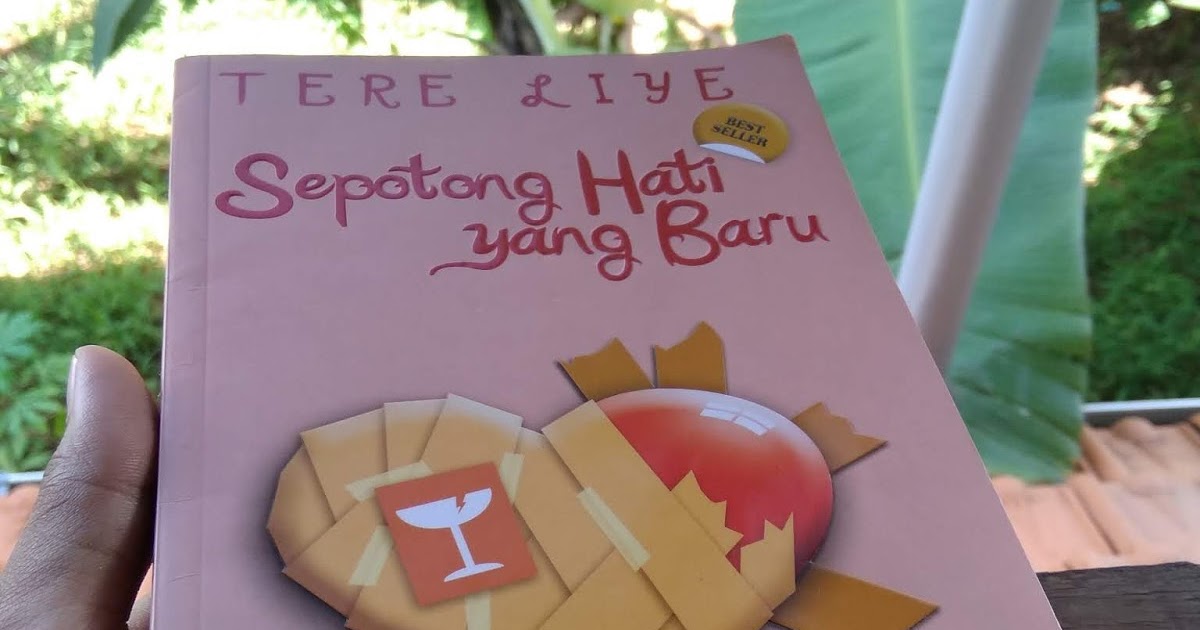 TERE LIYE
BEST
SELLER
Sepotong Hati
yang Baru